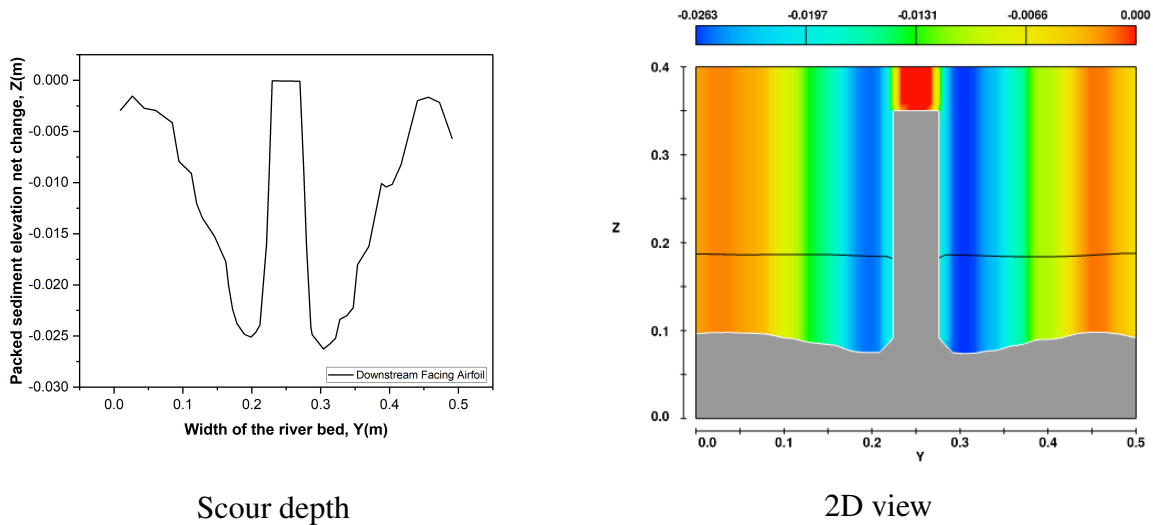 Packed sediment elevation net change, Z(m)
0.000
-0.005
-0.010
-0.015
-0.020
-0.025
-0.030
0.0 0.1 0.2 0.3 0.4 0.5
Width of the river bed, Y(m)
Downstream Facing Airfoil
Scour depth
-0.0263 -0.0197 -0.0131 -0.0066 0.000
Z
0.4
0.3
0.2
0.1
0.0
0.0 0.1 0.2 0.3 0.4 0.5
Y
2D view